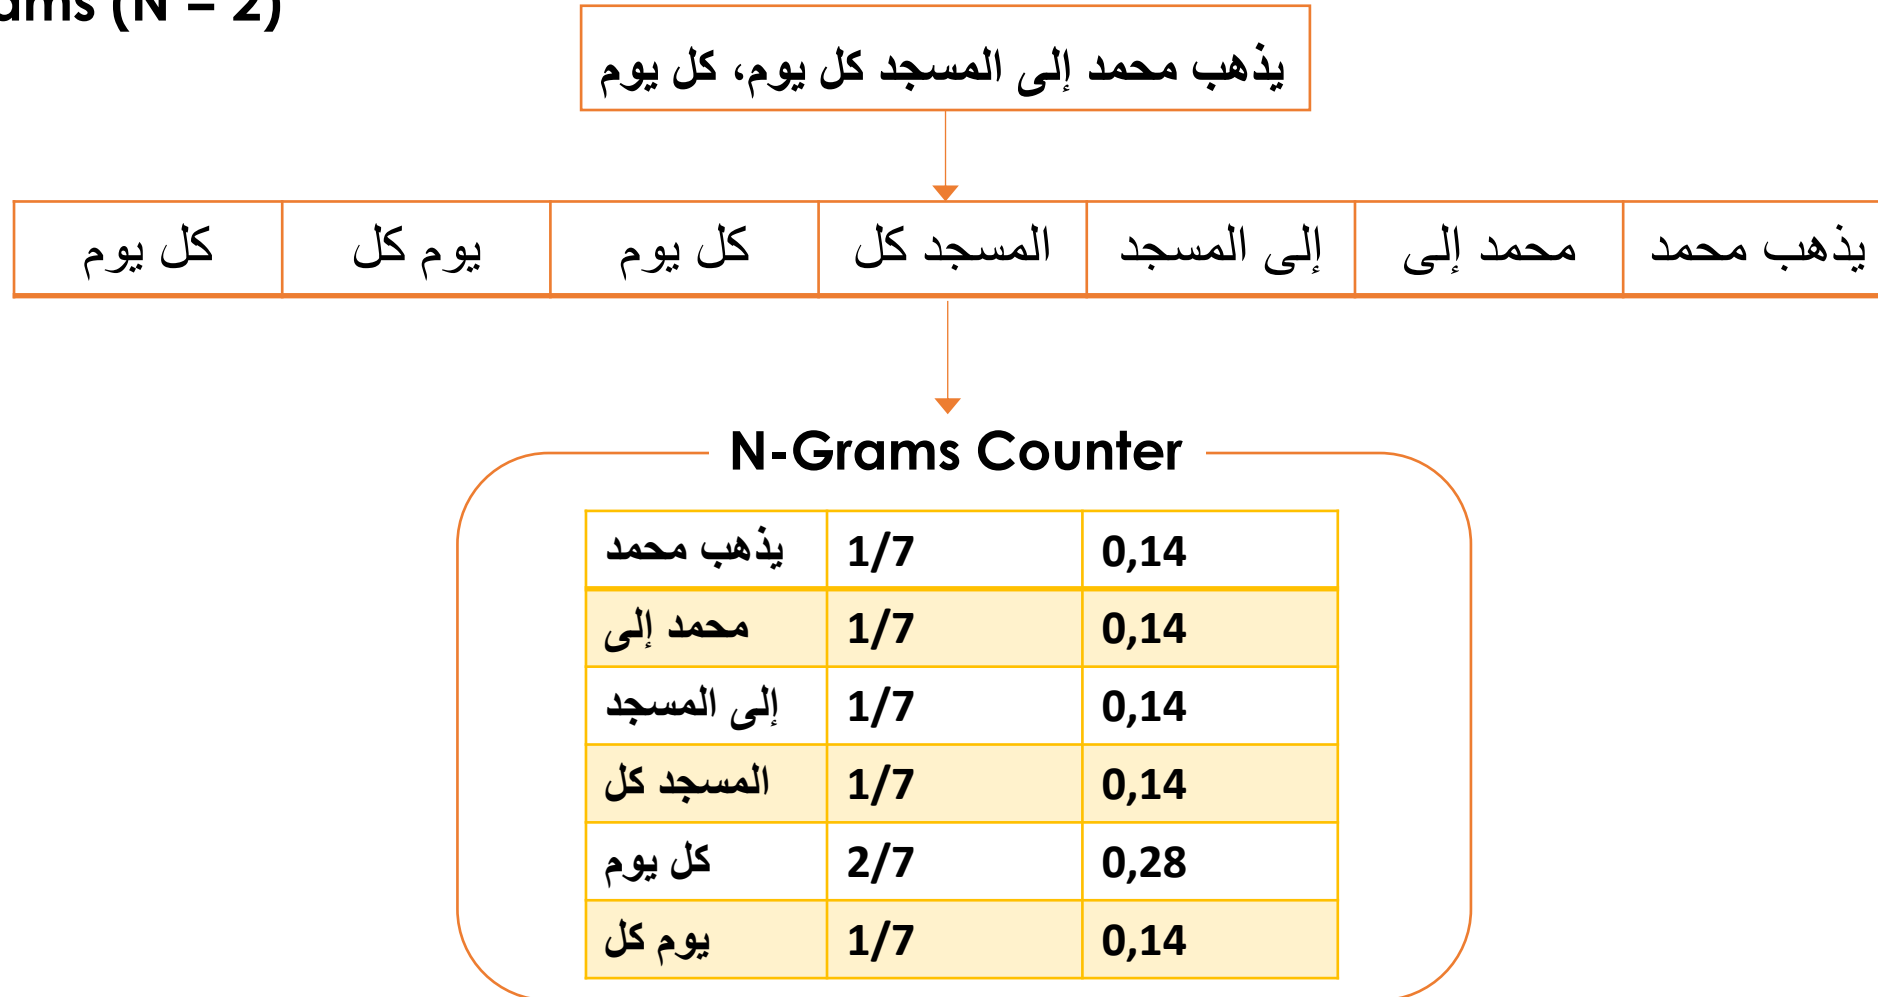 (N = 2)
يذهب محمد إلى المسجد كل يوم، كل يوم
يذهب محمد محمد إلى إلى المسجد المسجد كل كل يوم يوم كل كل يوم
N-Grams Counter
يذهب محمد 1/7 0,14
محمد إلى 1/7 0,14
إلى المسجد 1/7 0,14
المسجد كل 1/7 0,14
كل يوم 2/7 0,28
يوم كل 1/7 0,14